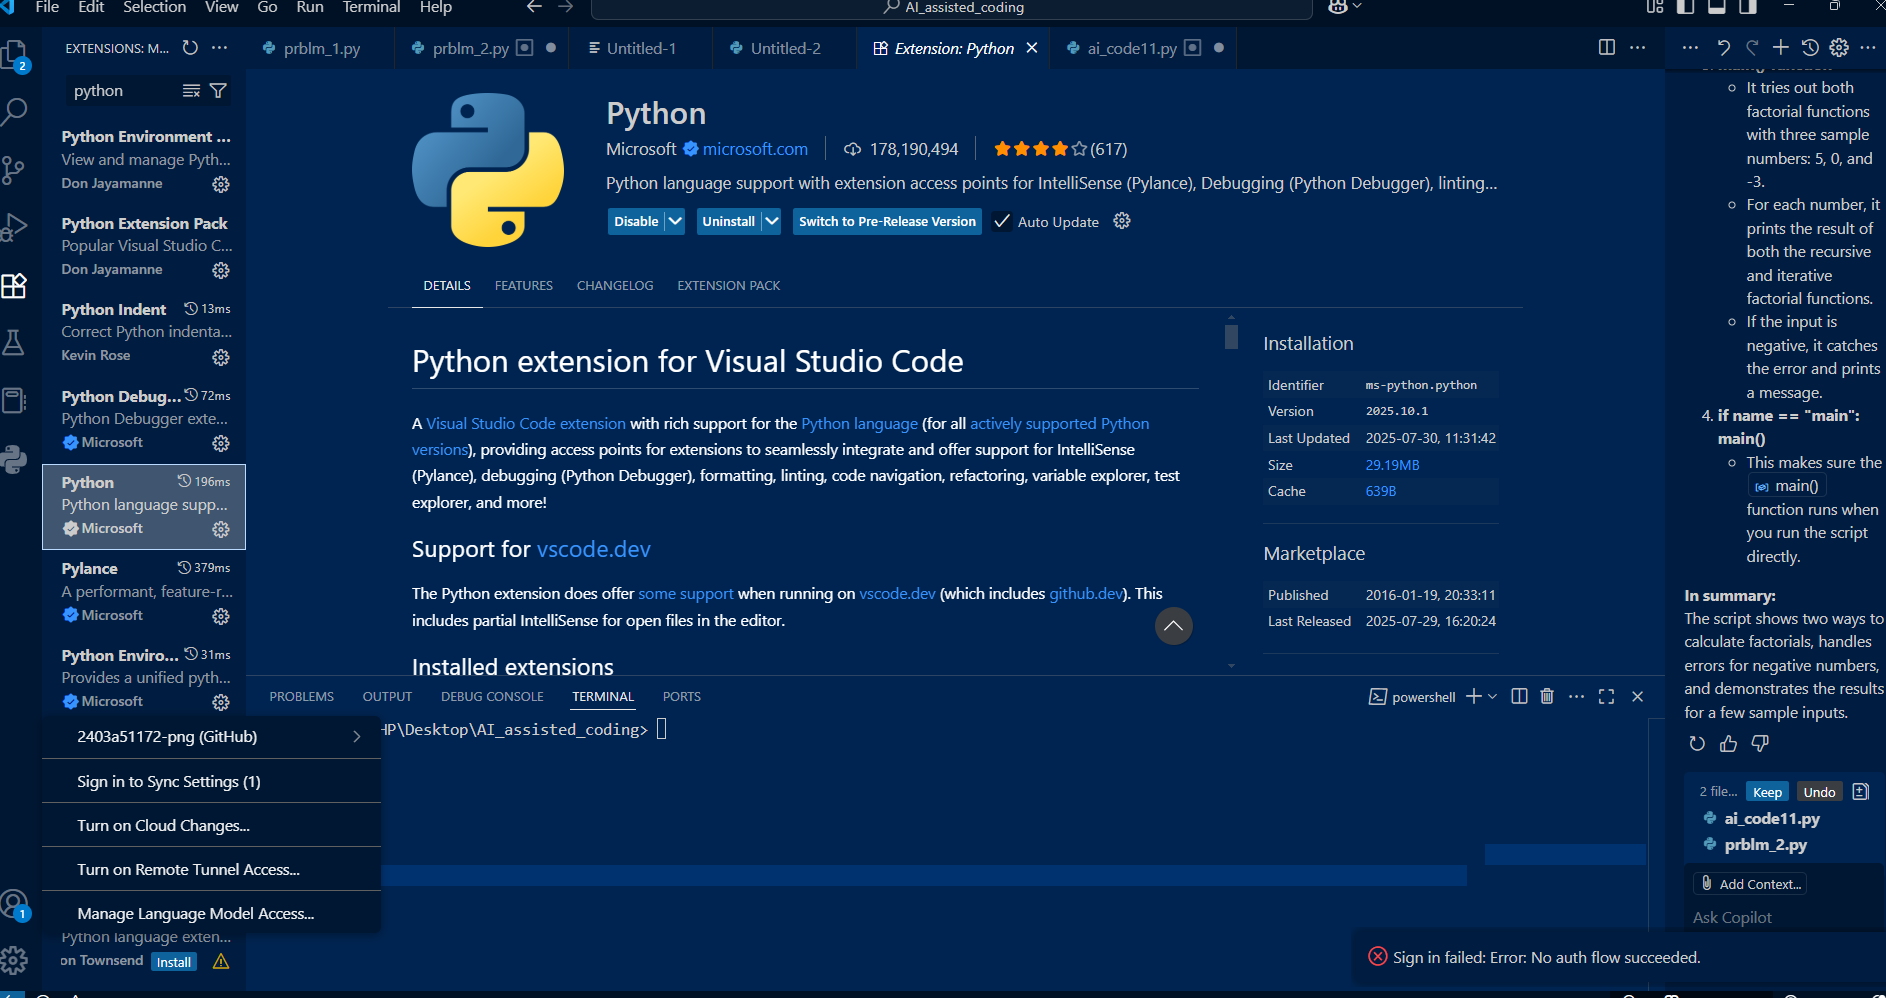 File Edit Selection View Go Run Terminal Help
AI_assisted_coding
EXTENSIONS: M...
prblm_1.py
prblm_2.py
Untitled-1
Untitled-2
Extension: Python
ai_code11.py
2
python
Python Environment ...
View and manage Pyth...
Don Jayamanne
Python Extension Pack
Popular Visual Studio C...
Don Jayamanne
Python Indent 13ms
Correct Python indenta...
Kevin Rose
Python Debug... 72ms
Python Debugger exte...
Microsoft
Python 196ms
Python language supp...
Microsoft
Pylance 379ms
A performant, feature-r...
Microsoft
Python Enviro... 31ms
Provides a unified pyth...
Microsoft
2403a51172-png (GitHub)
Sign in to Sync Settings (1)
Turn on Cloud Changes...
Turn on Remote Tunnel Access...
Manage Language Model Access...
1
Python language exten...
on Townsend Install
Python
Microsoft microsoft.com 178,190,494 (617)
Python language support with extension access points for IntelliSense (Pylance), Debugging (Python Debugger), linting...
Disable Uninstall Switch to Pre-Release Version Auto Update
DETAILS FEATURES CHANGELOG EXTENSION PACK
Python extension for Visual Studio Code
A Visual Studio Code extension with rich support for the Python language (for all actively supported Python
versions), providing access points for extensions to seamlessly integrate and offer support for IntelliSense
(Pylance), debugging (Python Debugger), formatting, linting, code navigation, refactoring, variable explorer, test
explorer, and more!
Support for vscode.dev
The Python extension does offer some support when running on vscode.dev (which includes github.dev). This
includes partial IntelliSense for open files in the editor.
Installed extensions
Installation
Identifier ms-python.python
Version 2025.10.1
Last Updated 2025-07-30, 11:31:42
Size 29.19MB
Cache 639B
Marketplace
Published 2016-01-19, 20:33:11
Last Released 2025-07-29, 16:20:24
PROBLEMS OUTPUT DEBUG CONSOLE TERMINAL PORTS
powershell
HP\Desktop\AI_assisted_coding>
It tries out both
factorial functions
with three sample
numbers: 5, 0, and
-3.
For each number, it
prints the result of
both the recursive
and iterative
factorial functions.
If the input is
negative, it catches
the error and prints
a message.
4. if name == "main":
main()
This makes sure the
main()
function runs when
you run the script
directly.
In summary:
The script shows two ways to
calculate factorials, handles
errors for negative numbers,
and demonstrates the results
for a few sample inputs.
2 file... Keep Undo
ai_code11.py
prblm_2.py
Add Context...
Ask Copilot
Sign in failed: Error: No auth flow succeeded.